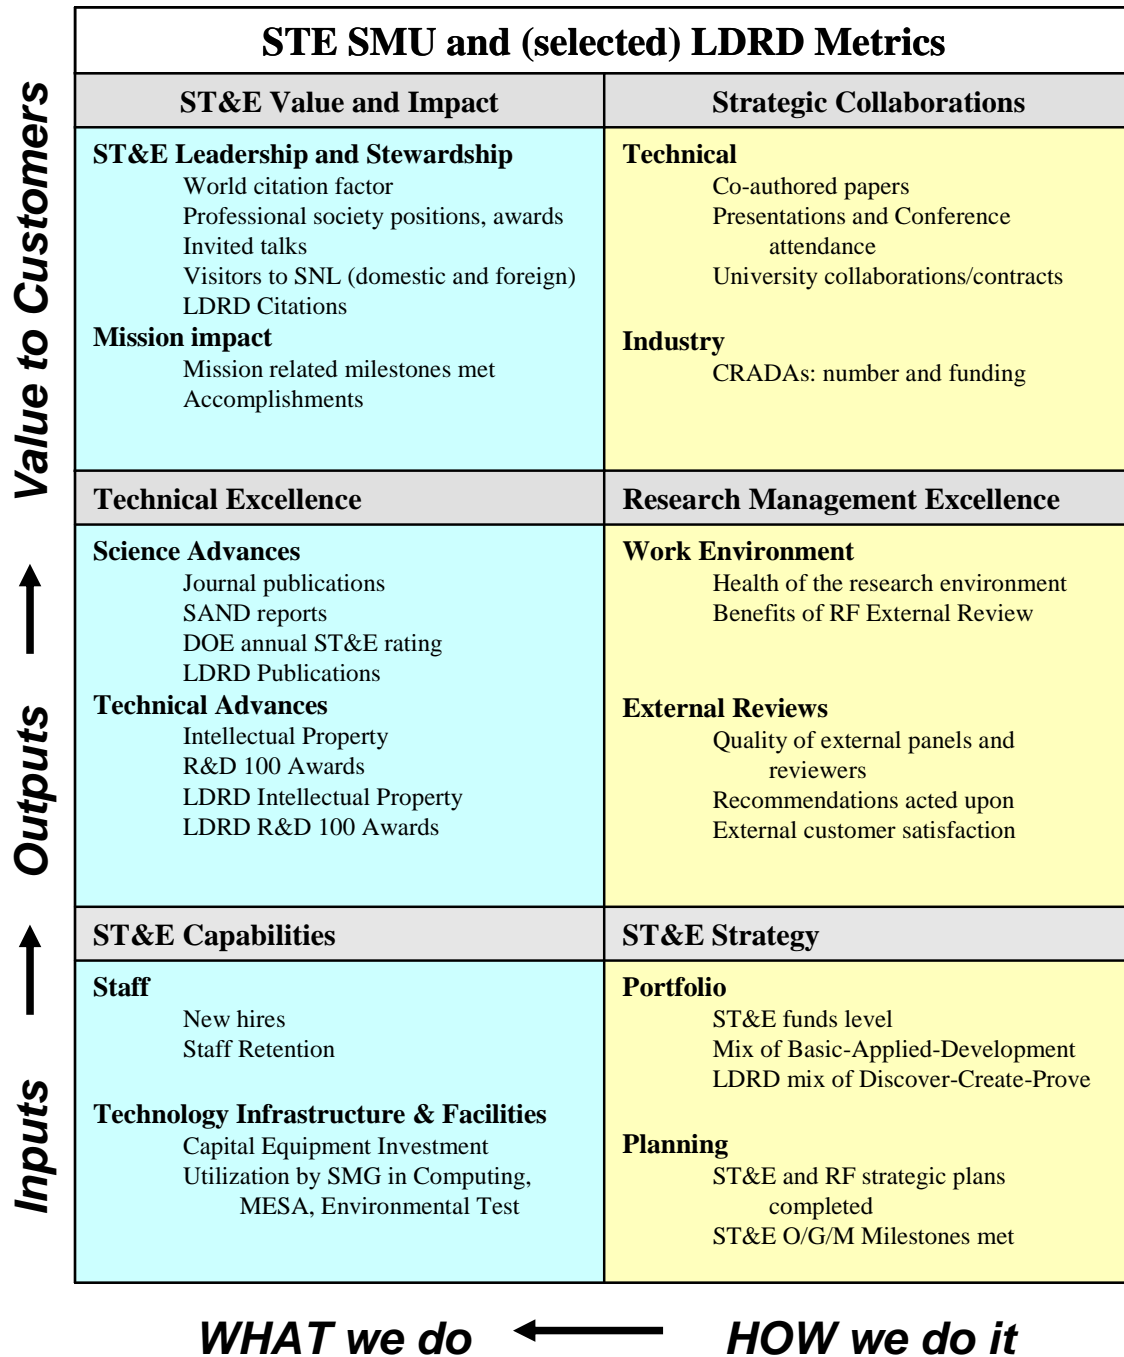 STE SMU and (selected) LDRD Metrics
Value to Customers
ST&E Value and Impact
ST&E Leadership and Stewardship
World citation factor
Professional society positions, awards
Invited talks
Visitors to SNL (domestic and foreign)
LDRD Citations
Mission impact
Mission related milestones met
Accomplishments
Strategic Collaborations
Technical
Co-authored papers
Presentations and Conference
attendance
University collaborations/contracts
Industry
CRADAs: number and funding
Outputs
Technical Excellence
Science Advances
Journal publications
SAND reports
DOE annual ST&E rating
LDRD Publications
Technical Advances
Intellectual Property
R&D 100 Awards
LDRD Intellectual Property
LDRD R&D 100 Awards
Research Management Excellence
Work Environment
Health of the research environment
Benefits of RF External Review
External Reviews
Quality of external panels and
reviewers
Recommendations acted upon
External customer satisfaction
Inputs
ST&E Capabilities
Staff
New hires
Staff Retention
Technology Infrastructure & Facilities
Capital Equipment Investment
Utilization by SMG in Computing,
MESA, Environmental Test
ST&E Strategy
Portfolio
ST&E funds level
Mix of Basic-Applied-Development
LDRD mix of Discover-Create-Prove
Planning
ST&E and RF strategic plans
completed
ST&E O/G/M Milestones met
WHAT we do
HOW we do it